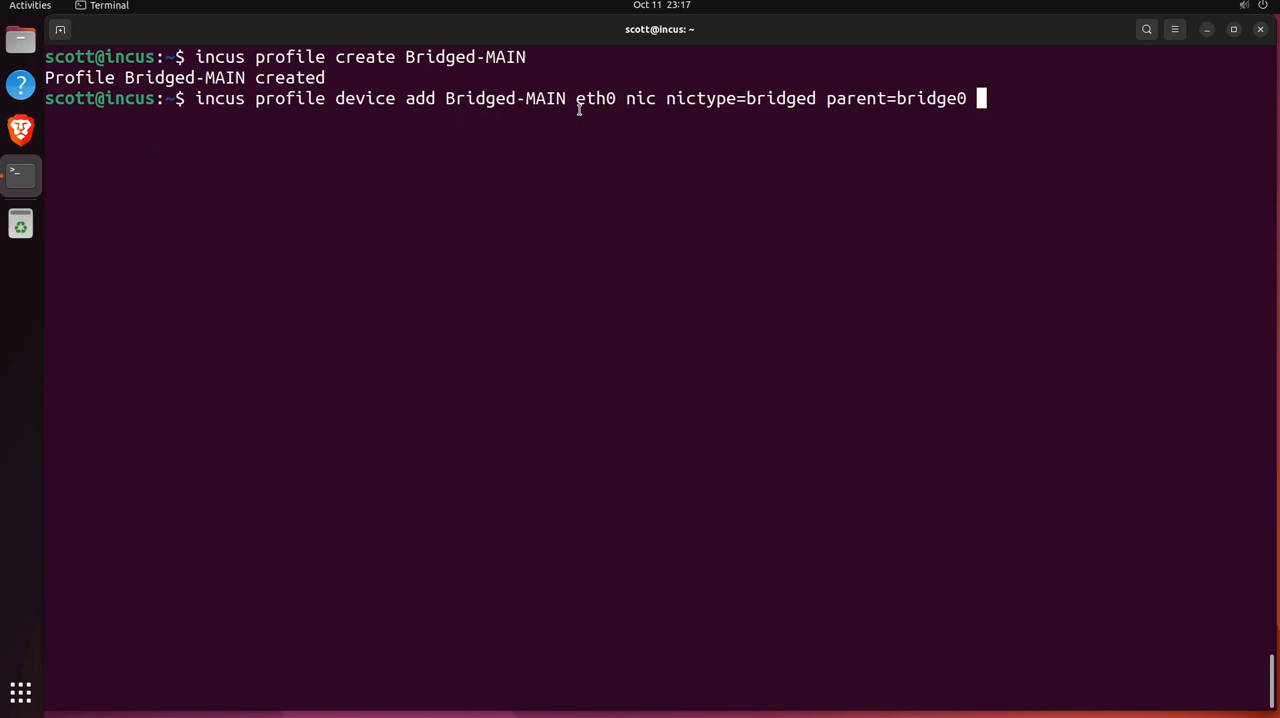 Activities
Terminal
Oct 11 23:17
scott@incus: ~
scott@incus:~$ incus profile create Bridged-MAIN
Profile Bridged-MAIN created
scott@incus:~$ incus profile device add Bridged-MAIN eth0 nic nictype=bridged parent=bridge0